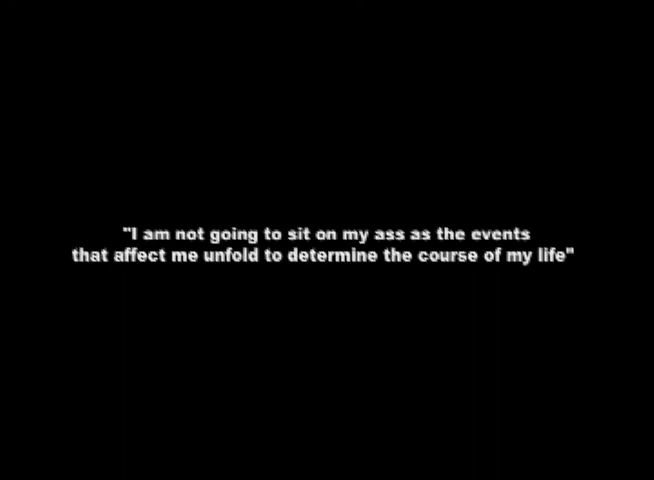 "I am not going to sit on my ass as the events
that affect me unfold to determine the course of my life"